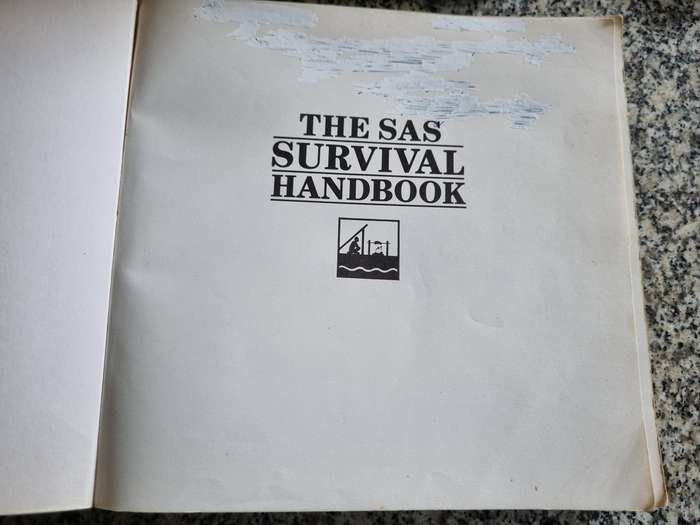 THE SAS
SURVIVAL
HANDBOOK